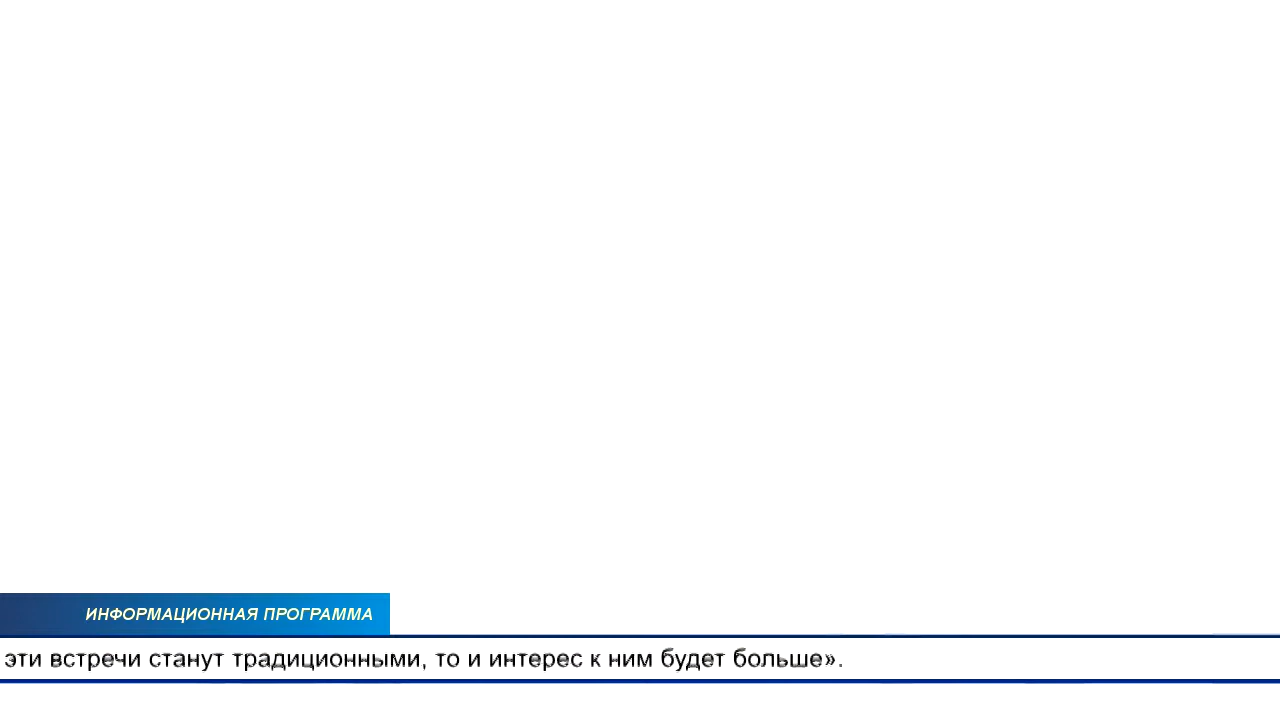 ИНФОРМАЦИОННАЯ ПРОГРАММА
эти встречи станут традиционными, то и интерес к ним будет больше».